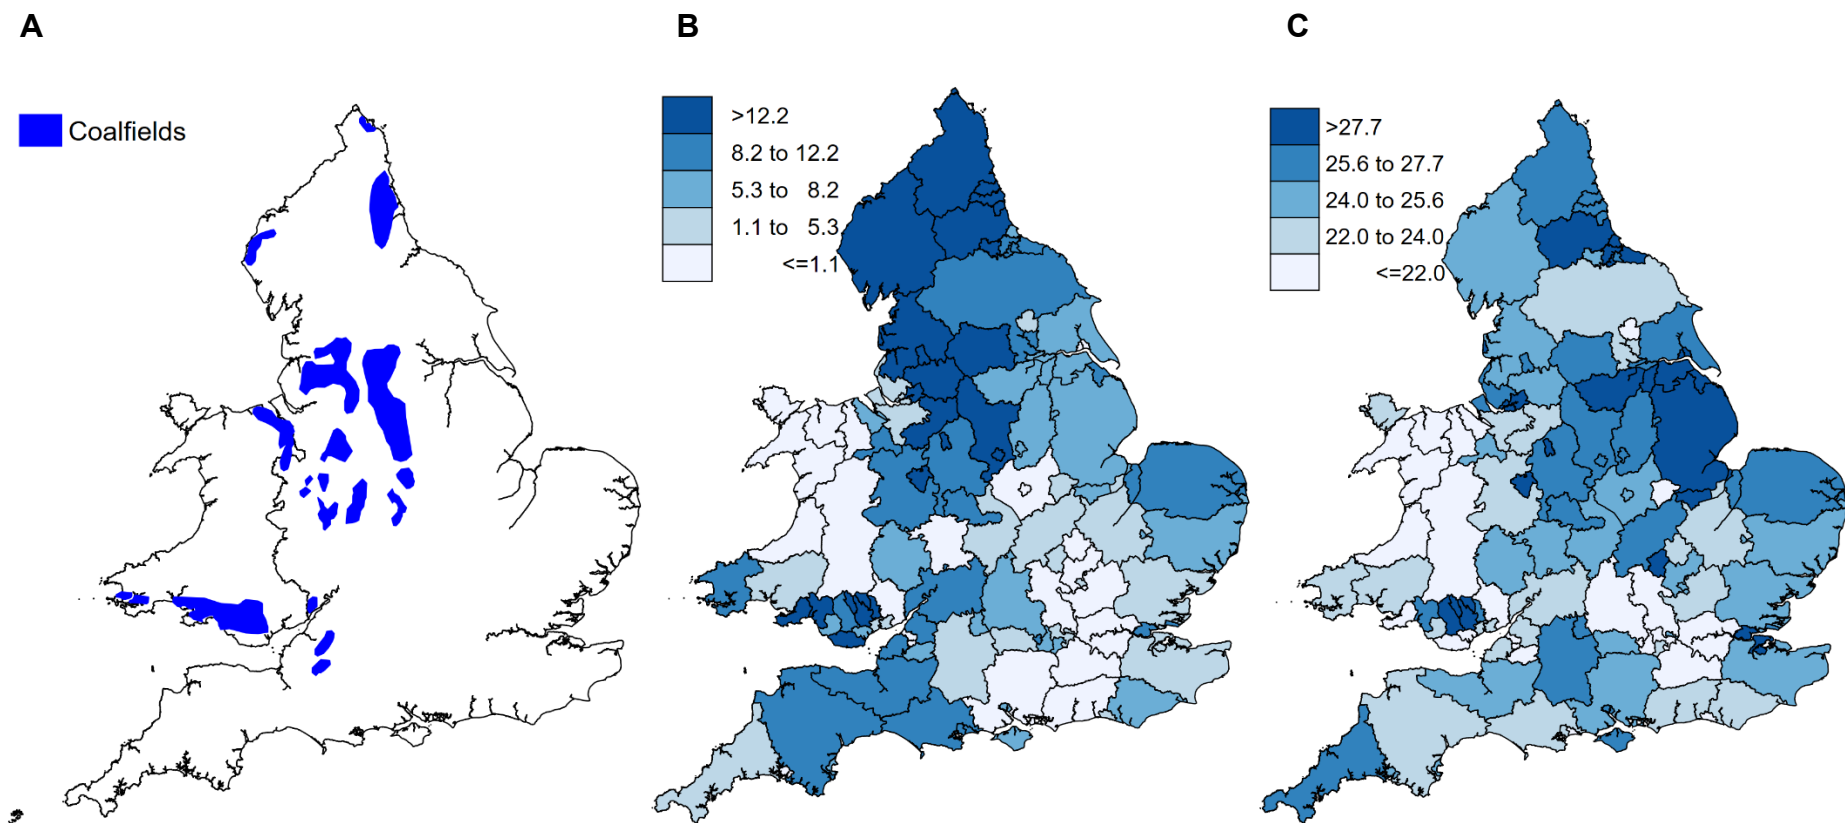 A
B
C
Coalfields
>12.2
8.2 to 12.2
5.3 to 8.2
1.1 to 5.3
<=1.1
>27.7
25.6 to 27.7
24.0 to 25.6
22.0 to 24.0
<=22.0